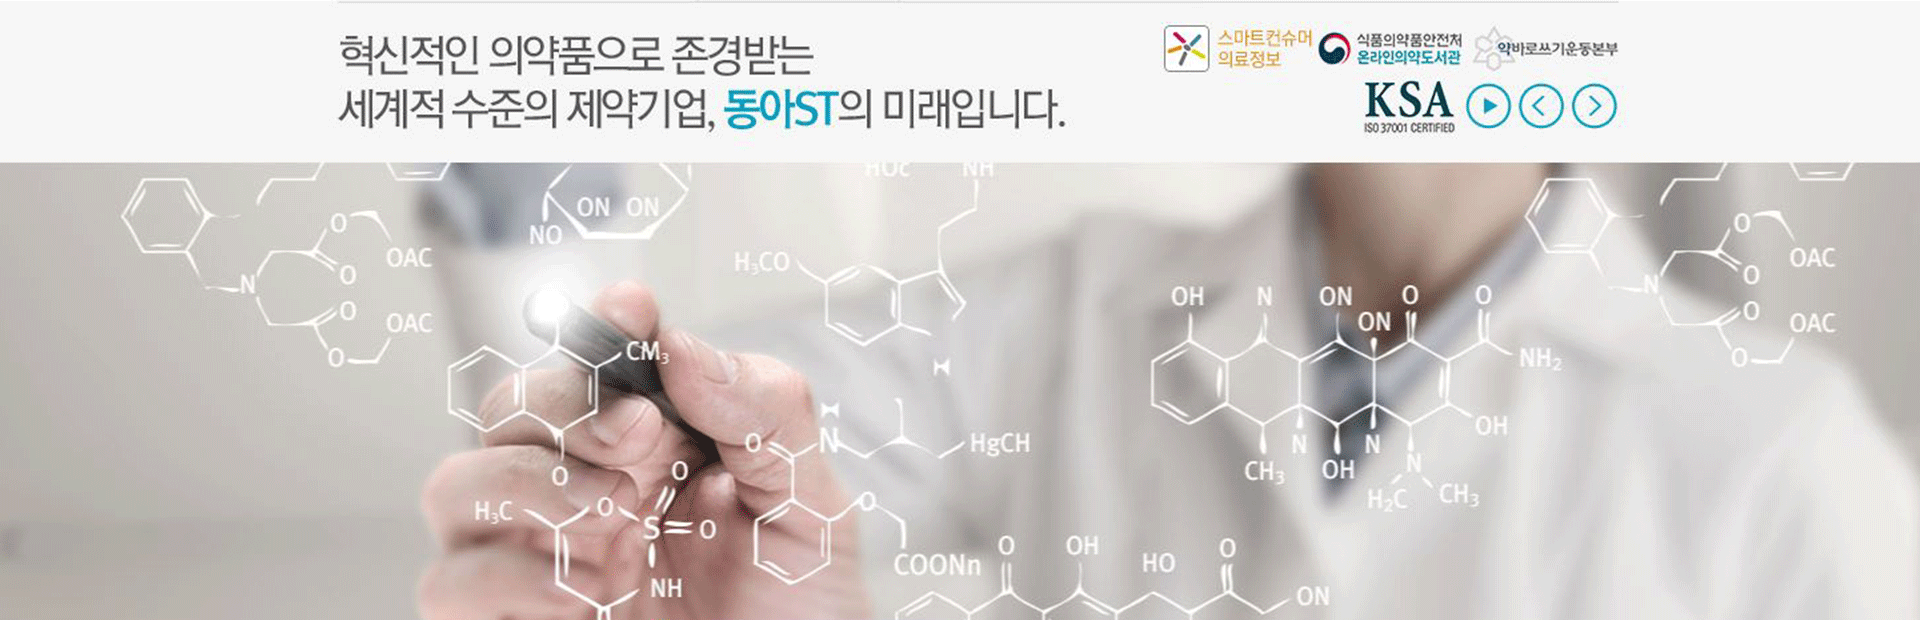 혁신적인 의약품으로 존경받는
세계적 수준의 제약기업, 동아ST의 미래입니다.
스마트컨슈머
의료정보
식품의약품안전처
온라인의약도서관
약바로쓰기운동본부
KSA
ISO 37001 CERTIFIED
HOC NH
NO ON ON
H₃CO
O OAC
N O
O OAC
O
CM₃
O
H₃C O S O
O
NH
O N HgCH
O
COONn
O OH HO O ON
OH N ON O O
ON
NH₂
OH
CH₃ N OH N N
H₂C CH₃
O OAC
N O
O OAC
O